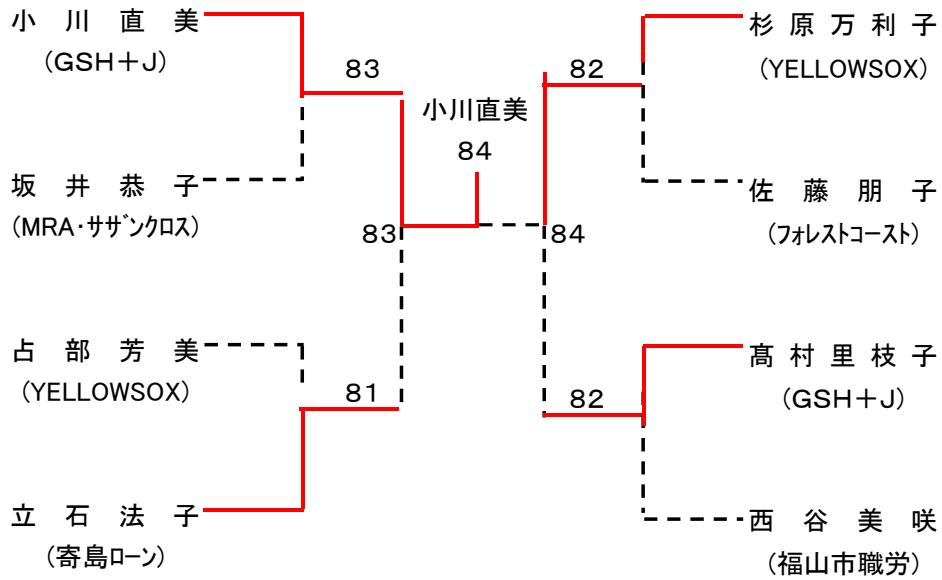 小川直美
(GSH+J)
坂井恭子
(MRA・サザンクロス)
占部芳美
(YELLOWSOX)
立石法子
(寄島ローン)
83
81
83
小川直美
84
84
82
82
杉原万利子
(YELLOWSOX)
佐藤朋子
(フォレストコースト)
髙村里枝子
(GSH+J)
西谷美咲
(福山市職労)